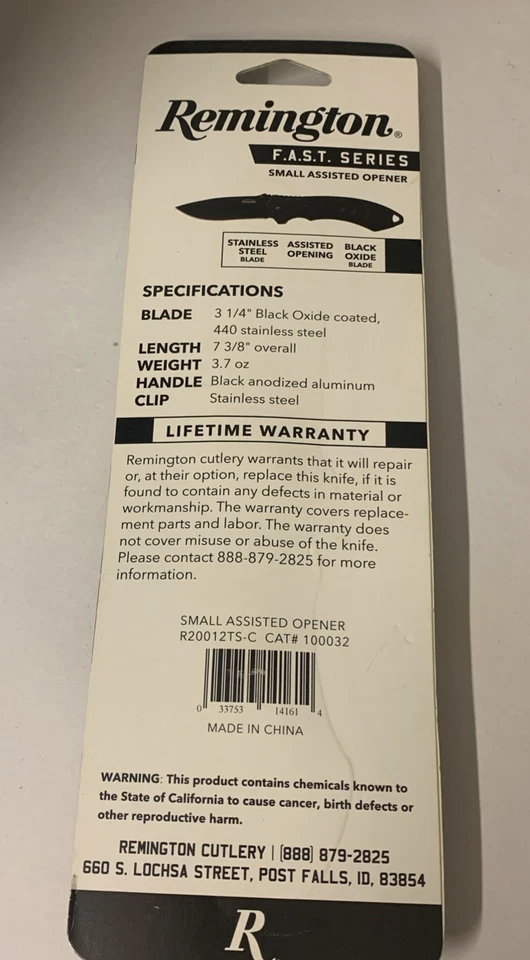 Remington®
F.A.S.T. SERIES
SMALL ASSISTED OPENER
STAINLESS STEEL BLADE
ASSISTED OPENING
BLACK OXIDE BLADE
SPECIFICATIONS
BLADE 3 1/4" Black Oxide coated,
440 stainless steel
LENGTH 7 3/8" overall
WEIGHT 3.7 oz
HANDLE Black anodized aluminum
CLIP Stainless steel
LIFETIME WARRANTY
Remington cutlery warrants that it will repair
or, at their option, replace this knife, if it is
found to contain any defects in material or
workmanship. The warranty covers replace-
ment parts and labor. The warranty does
not cover misuse or abuse of the knife.
Please contact 888-879-2825 for more
information.
SMALL ASSISTED OPENER
R20012TS-C CAT# 100032
0 33753 14161 4
MADE IN CHINA
WARNING: This product contains chemicals known to
the State of California to cause cancer, birth defects or
other reproductive harm.
REMINGTON CUTLERY | (888) 879-2825
660 S. LOCHSA STREET, POST FALLS, ID, 83854
R